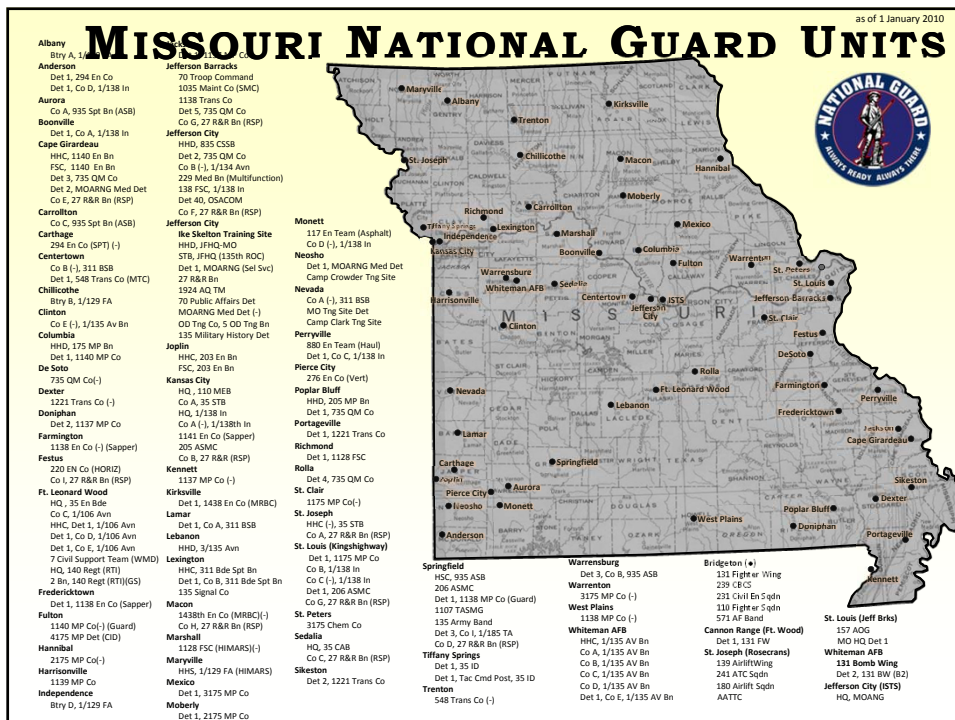 as of 1 January 2010
MISSOURI NATIONAL GUARD UNITS
Albany
Anderson
Det 1, 294 En Co
Det 1, Co D, 1/138 In
Aurora
Co A, 935 Spt Bn (ASB)
Boonville
Det 1, Co A, 1/138 In
Cape Girardeau
HHC, 1140 En Bn
FSC, 1140 En Bn
Det 3, 735 QM Co
Det 2, MOARNG Med Det
Co E, 27 R&R Bn (RSP)
Carrollton
Co C, 935 Spt Bn (ASB)
Carthage
294 En Co (SPT) (-)
Centertown
Co B (-), 311 BSB
Det 1, 548 Trans Co (MTC)
Chillicothe
Btry B, 1/129 FA
Clinton
Co E (-), 1/135 Av Bn
Columbia
HHD, 175 MP Bn
Det 1, 1140 MP Co
De Soto
735 QM Co(-)
Dexter
1221 Trans Co (-)
Doniphan
Det 2, 1137 MP Co
Farmington
1138 En Co (-) (Sapper)
Festus
220 EN Co (HORIZ)
Co I, 27 R&R Bn (RSP)
Ft. Leonard Wood
HQ , 35 En Bde
Co C, 1/106 Avn
HHC, Det 1, 1/106 Avn
Det 1, Co D, 1/106 Avn
Det 1, Co E, 1/106 Avn
7 Civil Support Team (WMD)
HQ, 140 Regt (RTI)
2 Bn, 140 Regt (RTI)(GS)
Fredericktown
Det 1, 1138 En Co (Sapper)
Fulton
1140 MP Co(-) (Guard)
4175 MP Det (CID)
Hannibal
2175 MP Co(-)
Harrisonville
1139 MP Co
Independence
Btry D, 1/129 FA
Jefferson Barracks
70 Troop Command
1035 Maint Co (SMC)
1138 Trans Co
Det 5, 735 QM Co
Co G, 27 R&R Bn (RSP)
Jefferson City
HHD, 835 CSSB
Det 2, 735 QM Co
Co B (-), 1/134 Avn
229 Med Bn (Multifunction)
138 FSC, 1/138 In
Det 40, OSACOM
Co F, 27 R&R Bn (RSP)
Jefferson City
Ike Skelton Training Site
HHD, JFHQ-MO
STB, JFHQ (135th ROC)
Det 1, MOARNG (Sel Svc)
27 R&R Bn
1924 AQ TM
70 Public Affairs Det
MOARNG Med Det (-)
OD Tng Co, 5 OD Tng Bn
135 Military History Det
Joplin
HHC, 203 En Bn
FSC, 203 En Bn
Kansas City
HQ , 110 MEB
Co A, 35 STB
HQ, 1/138 In
Co A (-), 1/138th In
1141 En Co (Sapper)
205 ASMC
Co B, 27 R&R (RSP)
Kennett
1137 MP Co (-)
Kirksville
Det 1, 1438 En Co (MRBC)
Lamar
Det 1, Co A, 311 BSB
Lebanon
HHD, 3/135 Avn
Lexington
HHC, 311 Bde Spt Bn
Det 1, Co B, 311 Bde Spt Bn
135 Signal Co
Macon
1438th En Co (MRBC)(-)
Co H, 27 R&R Bn (RSP)
Marshall
1128 FSC (HIMARS)(-)
Maryville
HHS, 1/129 FA (HIMARS)
Mexico
Det 1, 3175 MP Co
Moberly
Det 1, 2175 MP Co
Monett
117 En Team (Asphalt)
Co D (-), 1/138 In
Neosho
Det 1, MOARNG Med Det
Camp Crowder Tng Site
Nevada
Co A (-), 311 BSB
MO Tng Site Det
Camp Clark Tng Site
Perryville
880 En Team (Haul)
Det 1, Co C, 1/138 In
Pierce City
276 En Co (Vert)
Poplar Bluff
HHD, 205 MP Bn
Det 1, 735 QM Co
Portageville
Det 1, 1221 Trans Co
Richmond
Det 1, 1128 FSC
Rolla
Det 4, 735 QM Co
St. Clair
1175 MP Co(-)
St. Joseph
HHC (-), 35 STB
Co A, 27 R&R Bn (RSP)
St. Louis (Kingshighway)
Det 1, 1175 MP Co
Co B, 1/138 In
Co C (-), 1/138 In
Det 1, 206 ASMC
Co G, 27 R&R Bn (RSP)
St. Peters
3175 Chem Co
Sedalia
HQ, 35 CAB
Co C, 27 R&R Bn (RSP)
Sikeston
Det 2, 1221 Trans Co
Springfield
HSC, 935 ASB
206 ASMC
Det 1, 1138 MP Co (Guard)
1107 TASMG
135 Army Band
Det 3, Co I, 1/185 TA
Co D, 27 R&R Bn (RSP)
Tiffany Springs
Det 1, 35 ID
Det 1, Tac Cmd Post, 35 ID
Trenton
548 Trans Co (-)
Warrensburg
Det 3, Co B, 935 ASB
Warrenton
3175 MP Co (-)
West Plains
1138 MP Co (-)
Whiteman AFB
HHC, 1/135 AV Bn
Co A, 1/135 AV Bn
Co B, 1/135 AV Bn
Co C, 1/135 AV Bn
Co D, 1/135 AV Bn
Det 1, Co E, 1/135 AV Bn
Bridgeton (●)
131 Fighter Wing
239 CBCS
231 Civil En Sqdn
110 Fighter Sqdn
571 AF Band
Cannon Range (Ft. Wood)
Det 1, 131 FW
St. Joseph (Rosecrans)
139 AirliftWing
241 ATC Sqdn
180 Airlift Sqdn
AATTC
St. Louis (Jeff Brks)
157 AOG
MO HQ Det 1
Whiteman AFB
131 Bomb Wing
Det 2, 131 BW (B2)
Jefferson City (ISTS)
HQ, MOANG
NATIONAL GUARD
ALWAYS READY ALWAYS THERE
Maryville
Albany
Kirksville
Trenton
Chillicothe
St. Joseph
Macon
Hannibal
Moberly
Carrollton
Richmond
Lexington
Independence
Kansas City
Marshall
Mexico
Boonville
Columbia
Fulton
Warrenton
St. Peters
St. Louis
Warrensburg
Whiteman AFB
Sedalia
Harrisonville
Centertown
Jefferson City
ISTS
Jefferson Barracks
MISSOURI
Clinton
St. Clair
Festus
DeSoto
Rolla
Nevada
Ft. Leonard Wood
Farmington
Perryville
Lebanon
Fredericktown
Lamar
Jackson
Cape Girardeau
Carthage
Springfield
Joplin
Sikeston
Pierce City
Aurora
Dexter
Neosho
Monett
Poplar Bluff
West Plains
Doniphan
Anderson
Portageville
Kennett